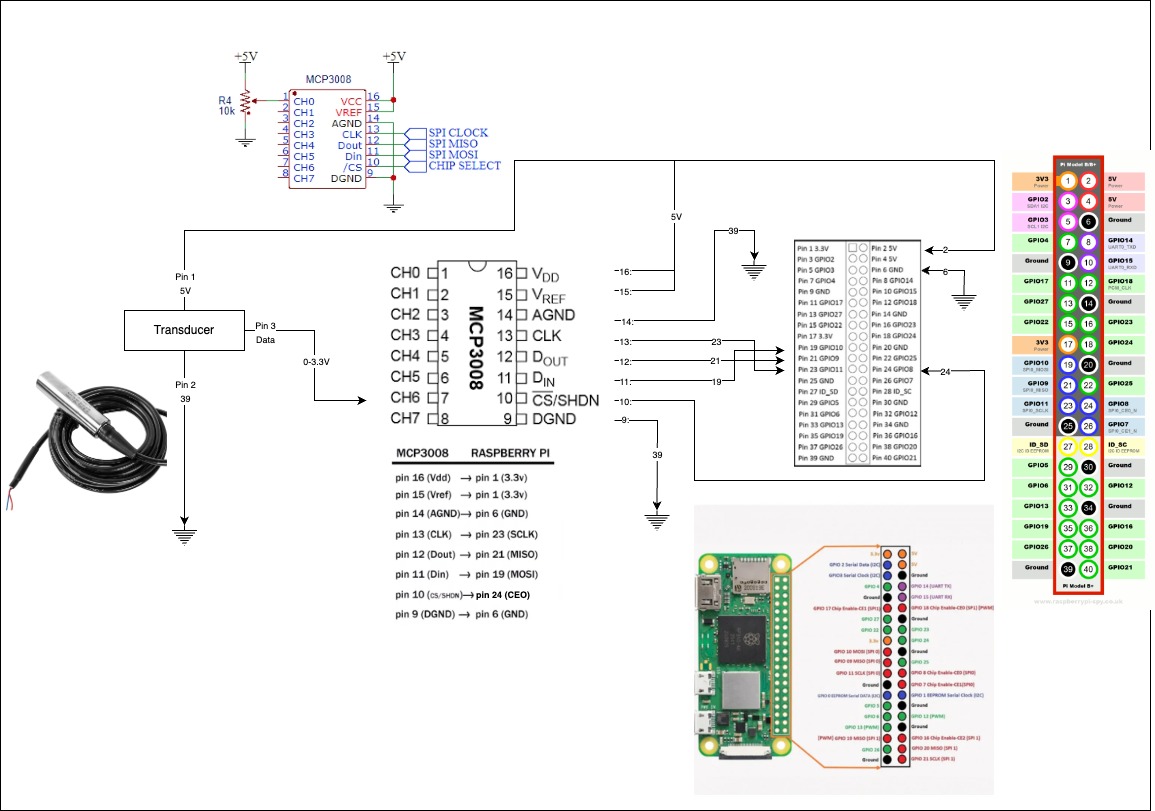 +5V
+5V
MCP3008
R4
10k
1 CH0 VCC 16
2 CH1 VREF 15
3 CH2 AGND 14
4 CH3 CLK 13 SPI CLOCK
5 CH4 Dout 12 SPI MISO
6 CH5 Din 11 SPI MOSI
7 CH6 /CS 10 CHIP SELECT
8 CH7 DGND 9
5V
Pin 1
5V
Transducer
Pin 3
Data
0-3.3V
Pin 2
39
MCP3008
CH0 1 16 VDD
CH1 2 15 VREF
CH2 3 14 AGND
CH3 4 13 CLK
CH4 5 12 DOUT
CH5 6 11 DIN
CH6 7 10 CS/SHDN
CH7 8 9 DGND
16:
15:
14:
39
13: 23
12: 21
11: 19
10:
9:
39
2
6
24
Pin 1 3.3V Pin 2 5V
Pin 3 GPIO2 Pin 4 5V
Pin 5 GPIO3 Pin 6 GND
Pin 7 GPIO4 Pin 8 GPIO14
Pin 9 GND Pin 10 GPIO15
Pin 11 GPIO17 Pin 12 GPIO18
Pin 13 GPIO27 Pin 14 GND
Pin 15 GPIO22 Pin 16 GPIO23
Pin 17 3.3V Pin 18 GPIO24
Pin 19 GPIO10 Pin 20 GND
Pin 21 GPIO9 Pin 22 GPIO25
Pin 23 GPIO11 Pin 24 GPIO8
Pin 25 GND Pin 26 GPIO7
Pin 27 ID_SD Pin 28 ID_SC
Pin 29 GPIO5 Pin 30 GND
Pin 31 GPIO6 Pin 32 GPIO12
Pin 33 GPIO13 Pin 34 GND
Pin 35 GPIO19 Pin 36 GPIO16
Pin 37 GPIO26 Pin 38 GPIO20
Pin 39 GND Pin 40 GPIO21
MCP3008 RASPBERRY PI
pin 16 (Vdd) → pin 1 (3.3v)
pin 15 (Vref) → pin 1 (3.3v)
pin 14 (AGND)→ pin 6 (GND)
pin 13 (CLK) → pin 23 (SCLK)
pin 12 (Dout) → pin 21 (MISO)
pin 11 (Din) → pin 19 (MOSI)
pin 10 (CS/SHDN)→ pin 24 (CEO)
pin 9 (DGND) → pin 6 (GND)
Pi Model B/B+
3V3 Power 1 2 5V Power
GPIO2 SDA1 I2C 3 4 5V Power
GPIO3 SCL1 I2C 5 6 Ground
GPIO4 7 8 GPIO14 UART0_TXD
Ground 9 10 GPIO15 UART0_RXD
GPIO17 11 12 GPIO18 PCM_CLK
GPIO27 13 14 Ground
GPIO22 15 16 GPIO23
3V3 Power 17 18 GPIO24
GPIO10 SPI0_MOSI 19 20 Ground
GPIO9 SPI0_MISO 21 22 GPIO25
GPIO11 SPI0_SCLK 23 24 GPIO8 SPI0_CE0_N
Ground 25 26 GPIO7 SPI0_CE1_N
ID_SD I2C ID EEPROM 27 28 ID_SC I2C ID EEPROM
GPIO5 29 30 Ground
GPIO6 31 32 GPIO12
GPIO13 33 34 Ground
GPIO19 35 36 GPIO16
GPIO26 37 38 GPIO20
Ground 39 40 GPIO21
Pi Model B+
www.raspberrypi-spy.co.uk
3.3v 5V
GPIO 2 Serial Data (I2C) 5V
GPIO3 Serial Clock (I2C) Ground
GPIO 4 GPIO 14 (UART TX)
Ground GPIO 15 (UART RX)
GPIO 17 Chip Enable-CE1 (SPI1) GPIO 18 Chip Enable-CE0 (SPI1) (PWM)
GPIO 27 Ground
GPIO 22 GPIO 23
3.3v GPIO 24
GPIO 10 MOSI (SPI 0) Ground
GPIO 25
GPIO 11 SCLK (SPI 0) GPIO 8 Chip Enable-CE0 (SPI0)
Ground GPIO 7 Chip Enable-CE1(SPI0)
GPIO 0 EEPROM Serial DATA (I2C) GPIO 1 EEPROM Serial Clock (I2C)
GPIO 5 Ground
GPIO 6 GPIO 12 (PWM)
GPIO 13 (PWM) Ground
(PWM) GPIO 19 MISO (SPI 1) GPIO 16 Chip Enable-CE2 (SPI 1)
GPIO 26 GPIO 20 MOSI (SPI 1)
Ground GPIO 21 SCLK (SPI 1)